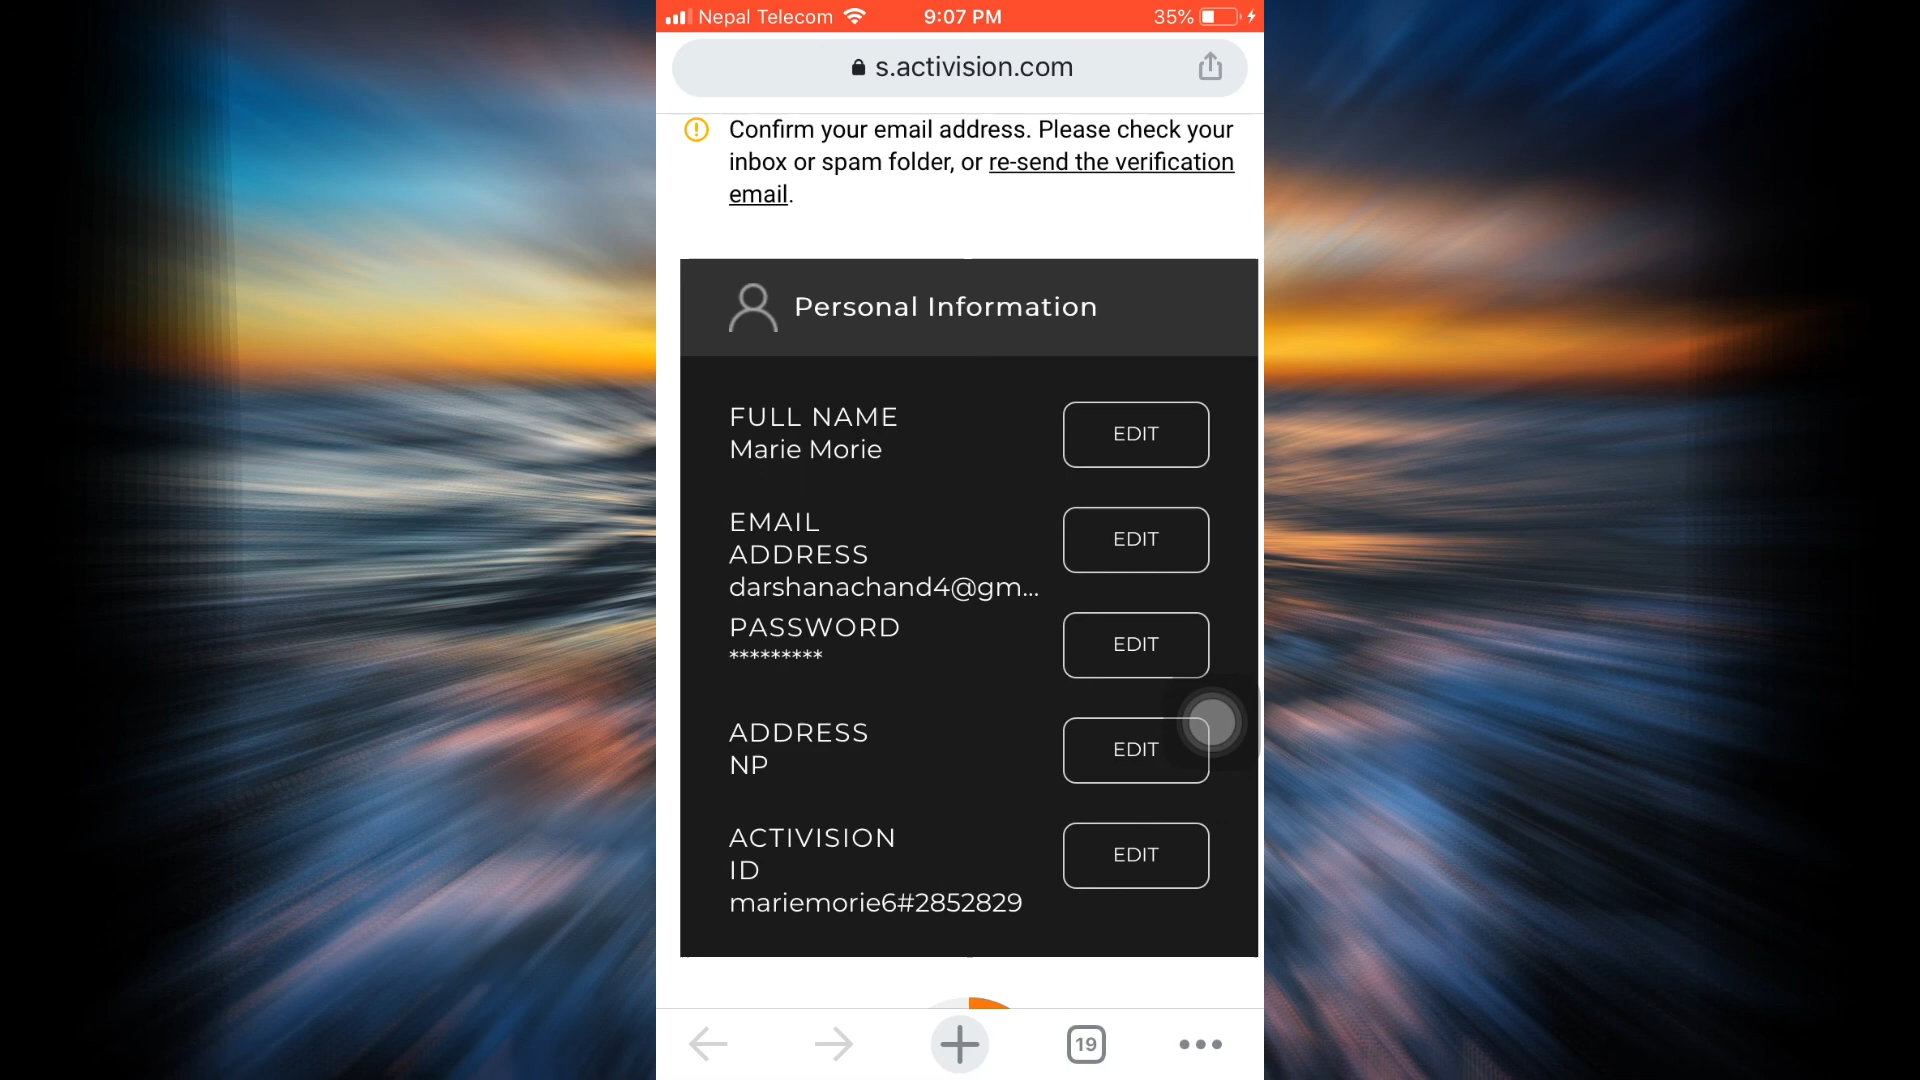 Nepal Telecom 9:07 PM 35%
s.activision.com
Confirm your email address. Please check your
inbox or spam folder, or re-send the verification
email.
Personal Information
FULL NAME
Marie Morie
EDIT
EMAIL
ADDRESS
darshanachand4@gm...
EDIT
PASSWORD
*********
EDIT
ADDRESS
NP
EDIT
ACTIVISION
ID
mariemorie6#2852829
EDIT
19